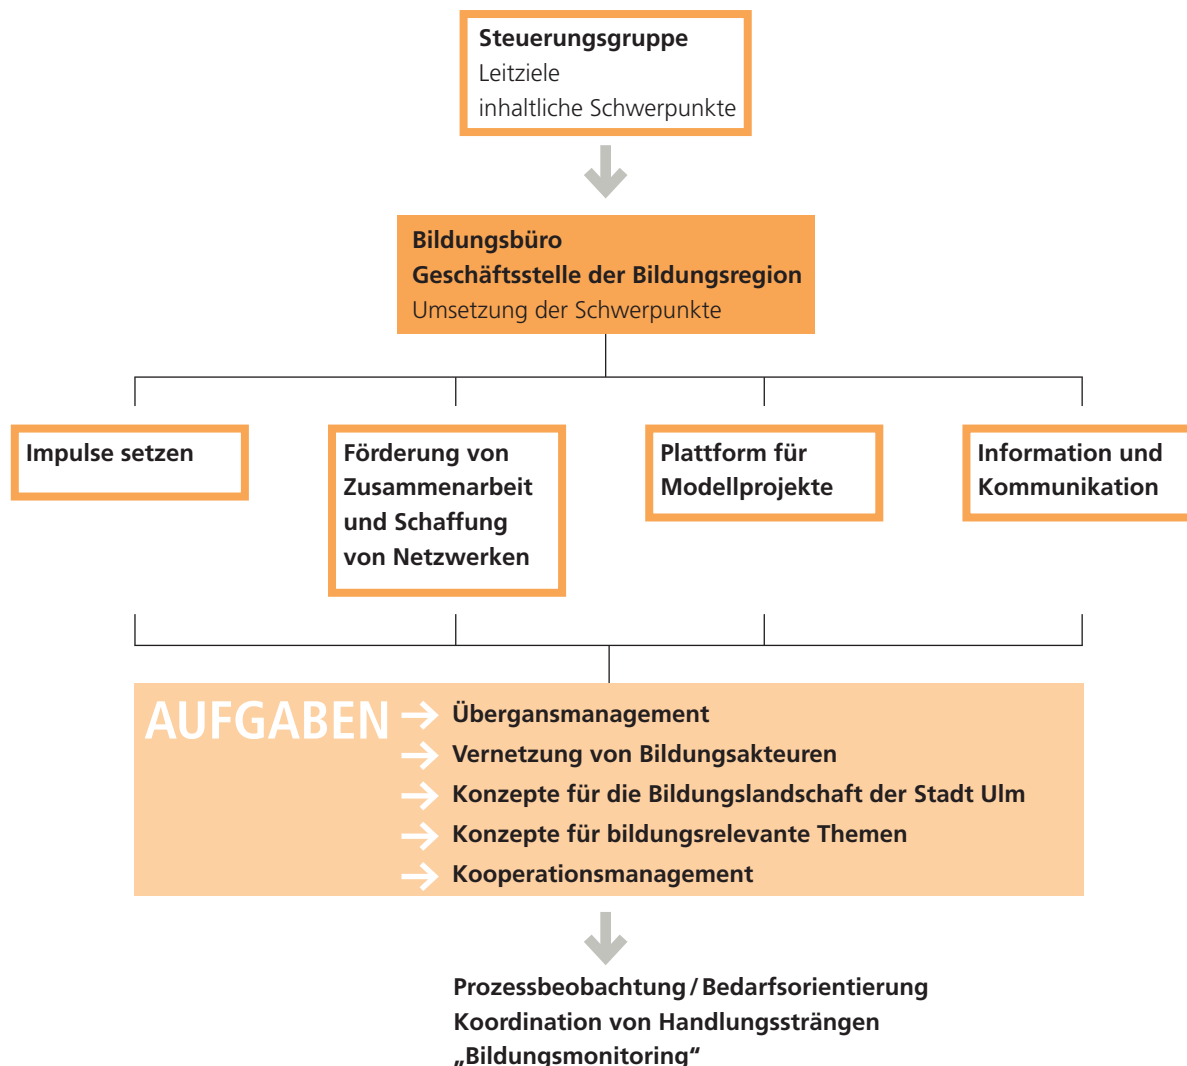 Steuerungsgruppe
Leitziele
inhaltliche Schwerpunkte
Bildungsbüro
Geschäftsstelle der Bildungsregion
Umsetzung der Schwerpunkte
Impulse setzen
Förderung von
Zusammenarbeit
und Schaffung
von Netzwerken
Plattform für
Modellprojekte
Information und
Kommunikation
AUFGABEN
Übergansmanagement
Vernetzung von Bildungsakteuren
Konzepte für die Bildungslandschaft der Stadt Ulm
Konzepte für bildungsrelevante Themen
Kooperationsmanagement
Prozessbeobachtung / Bedarfsorientierung
Koordination von Handlungssträngen
„Bildungsmonitoring“